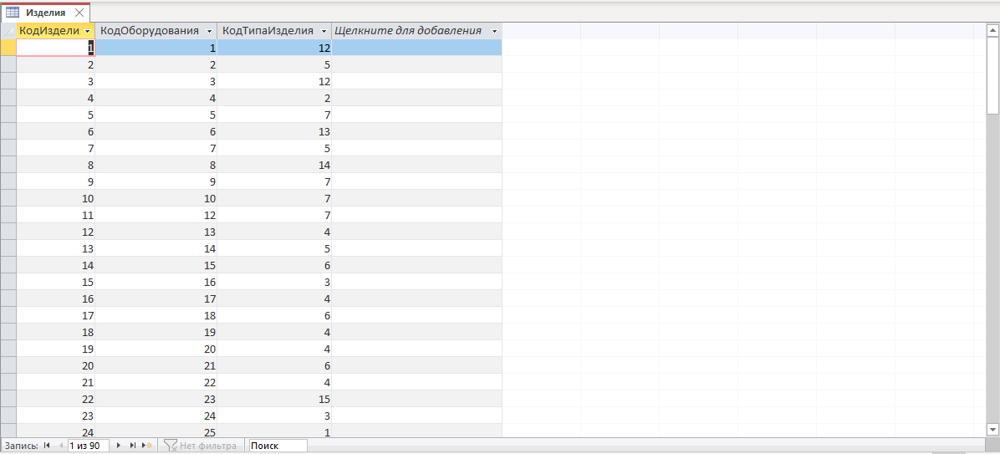 Изделия
КодИздели КодОборудования КодТипаИзделия Щелкните для добавления
1 1 12
2 2 5
3 3 12
4 4 2
5 5 7
6 6 13
7 7 5
8 8 14
9 9 7
10 10 7
11 12 7
12 13 4
13 14 5
14 15 6
15 16 3
16 17 4
17 18 6
18 19 4
19 20 4
20 21 6
21 22 4
22 23 15
23 24 3
24 25 1
Запись: 1 из 90 Нет фильтра Поиск